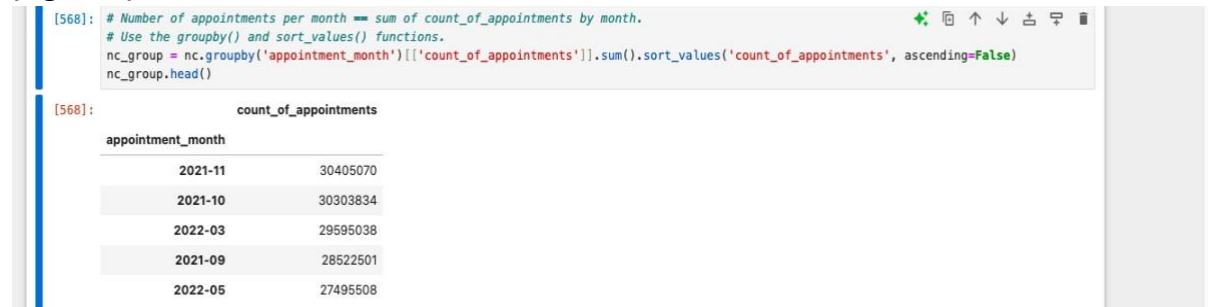 [568]: # Number of appointments per month == sum of count_of_appointments by month.
# Use the groupby() and sort_values() functions.
nc_group = nc.groupby('appointment_month')[['count_of_appointments']].sum().sort_values('count_of_appointments', ascending=False)
nc_group.head()
[568]: count_of_appointments
appointment_month
2021-11 30405070
2021-10 30303834
2022-03 29595038
2021-09 28522501
2022-05 27495508